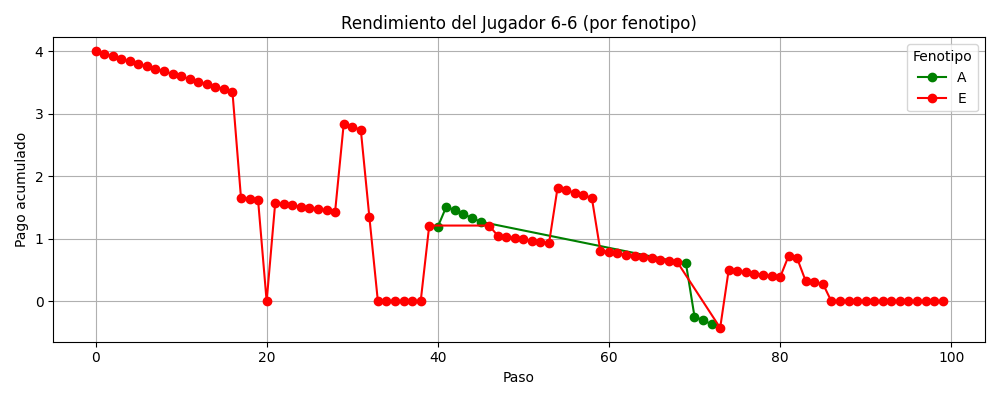 Rendimiento del Jugador 6-6 (por fenotipo)
Pago acumulado
4
3
2
1
0
Fenotipo
A
E
0 20 40 60 80 100
Paso